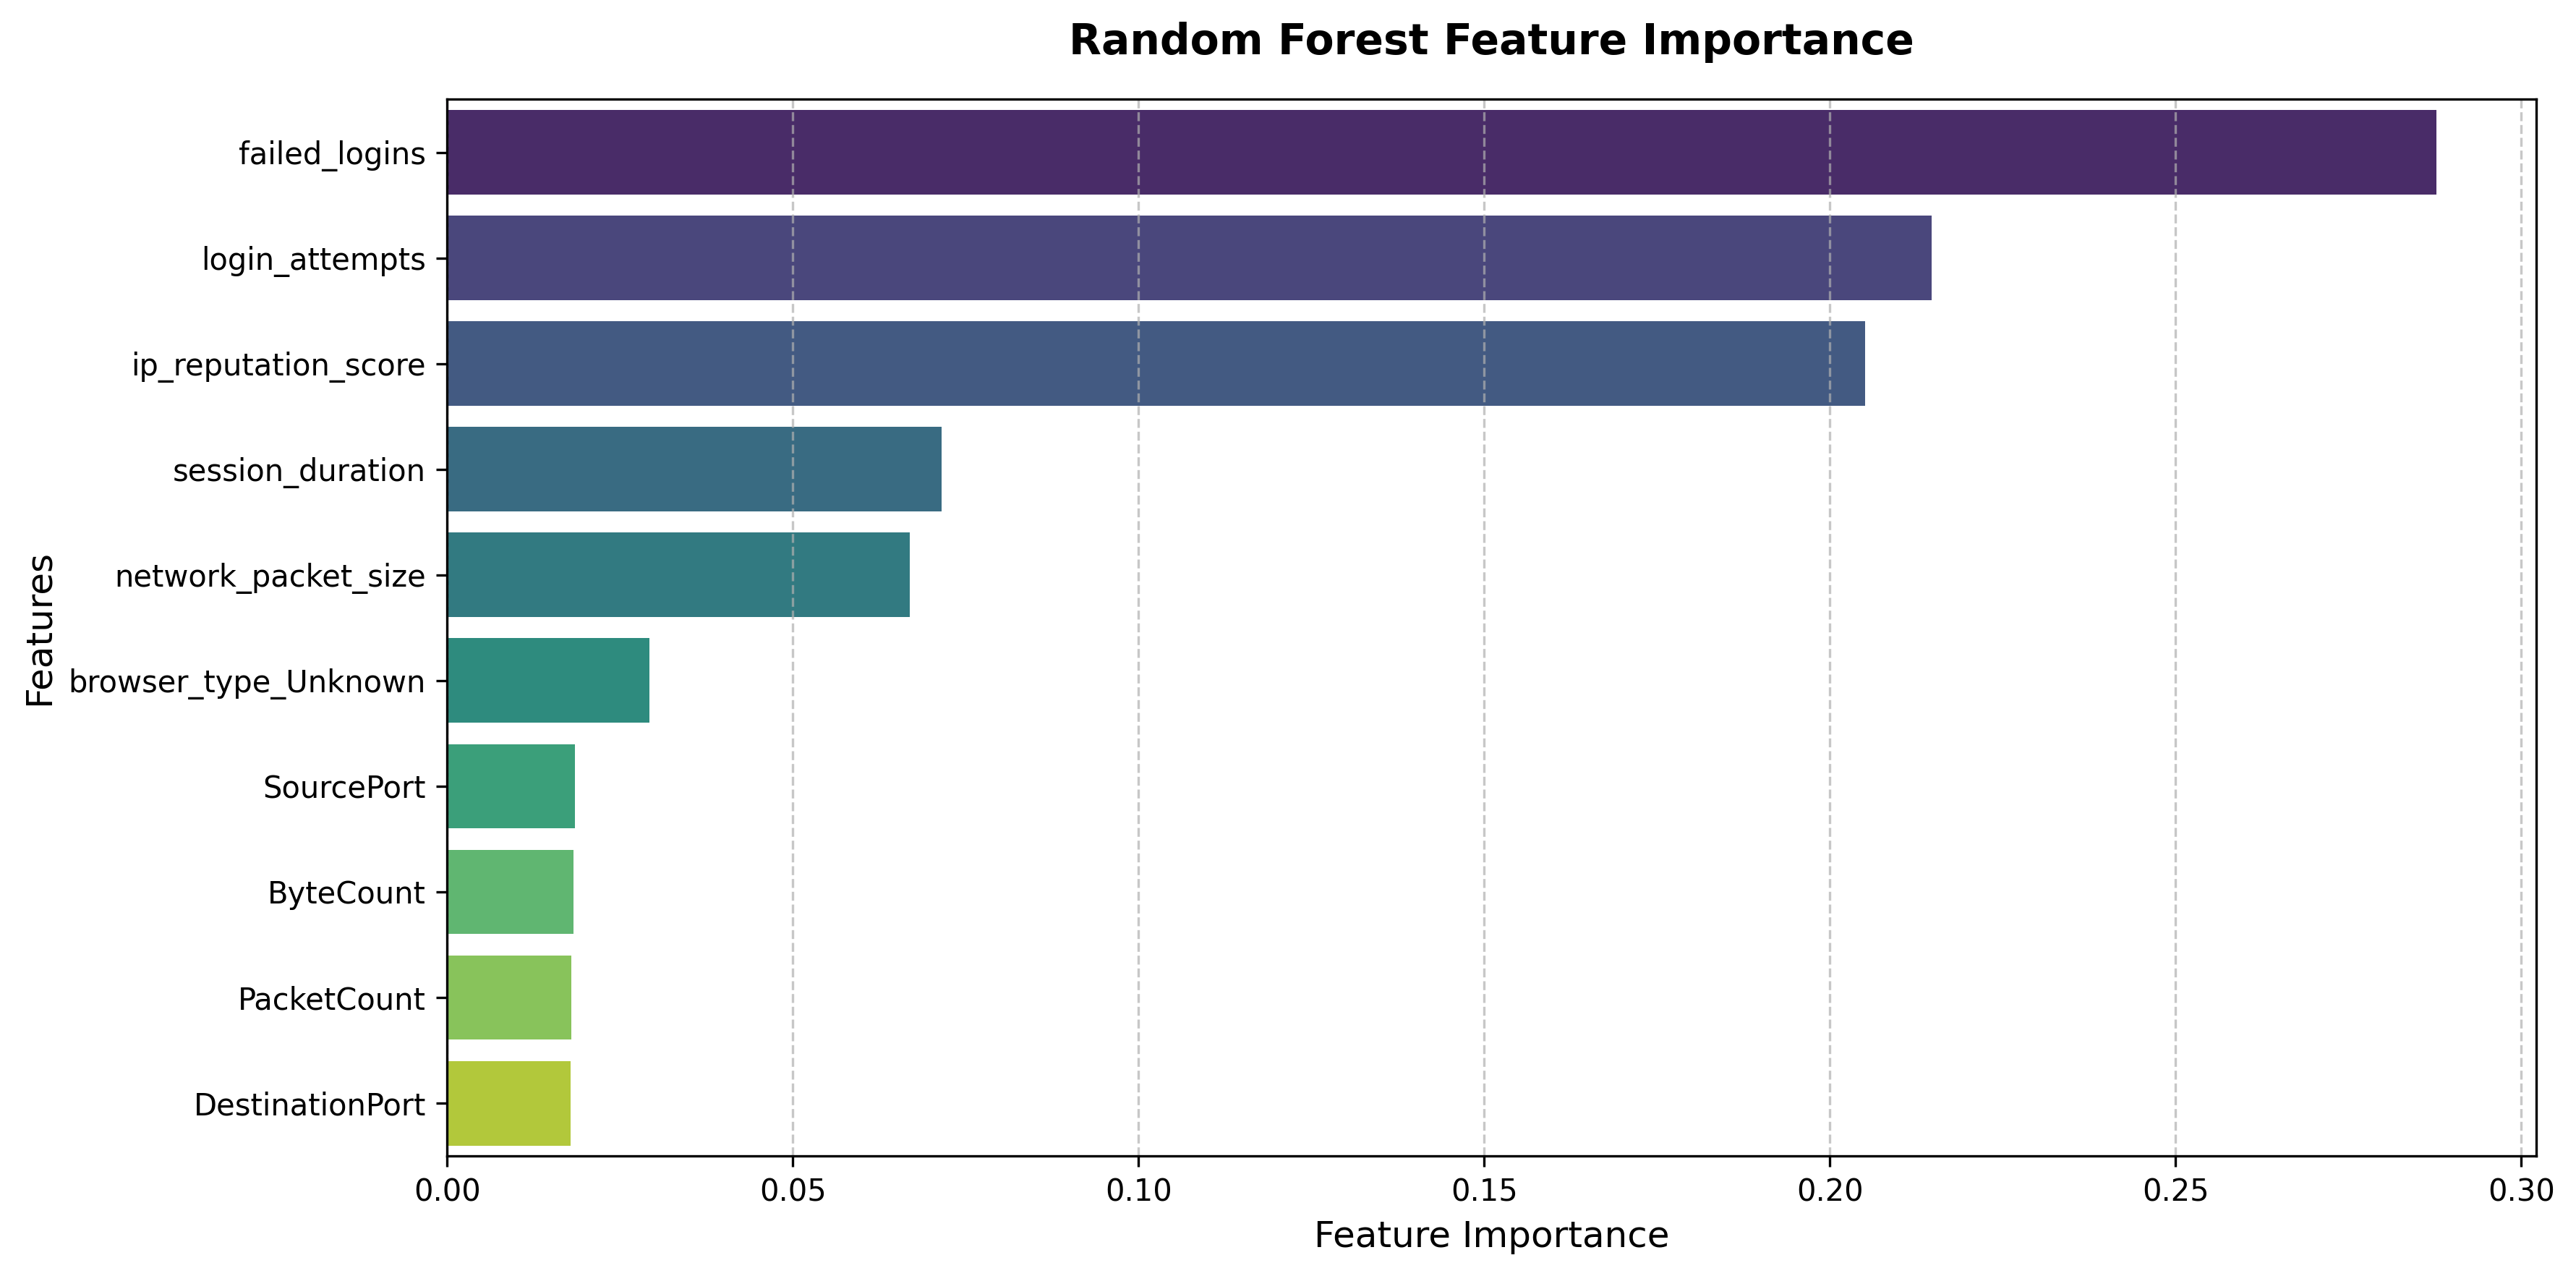 Random Forest Feature Importance
Features
failed_logins
login_attempts
ip_reputation_score
session_duration
network_packet_size
browser_type_Unknown
SourcePort
ByteCount
PacketCount
DestinationPort
0.00 0.05 0.10 0.15 0.20 0.25 0.30
Feature Importance